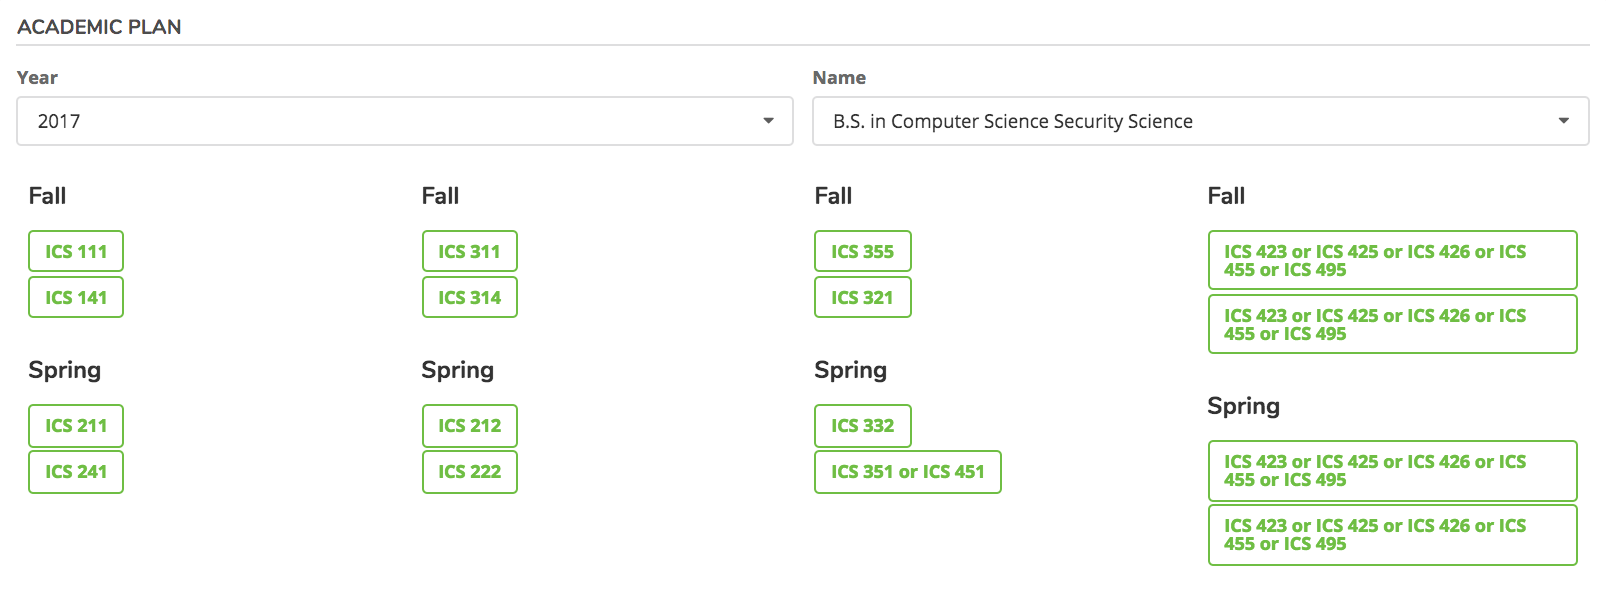 ACADEMIC PLAN
Year
2017
Name
B.S. in Computer Science Security Science
Fall
ICS 111
ICS 141
Spring
ICS 211
ICS 241
Fall
ICS 311
ICS 314
Spring
ICS 212
ICS 222
Fall
ICS 355
ICS 321
Spring
ICS 332
ICS 351 or ICS 451
Fall
ICS 423 or ICS 425 or ICS 426 or ICS
455 or ICS 495
ICS 423 or ICS 425 or ICS 426 or ICS
455 or ICS 495
Spring
ICS 423 or ICS 425 or ICS 426 or ICS
455 or ICS 495
ICS 423 or ICS 425 or ICS 426 or ICS
455 or ICS 495